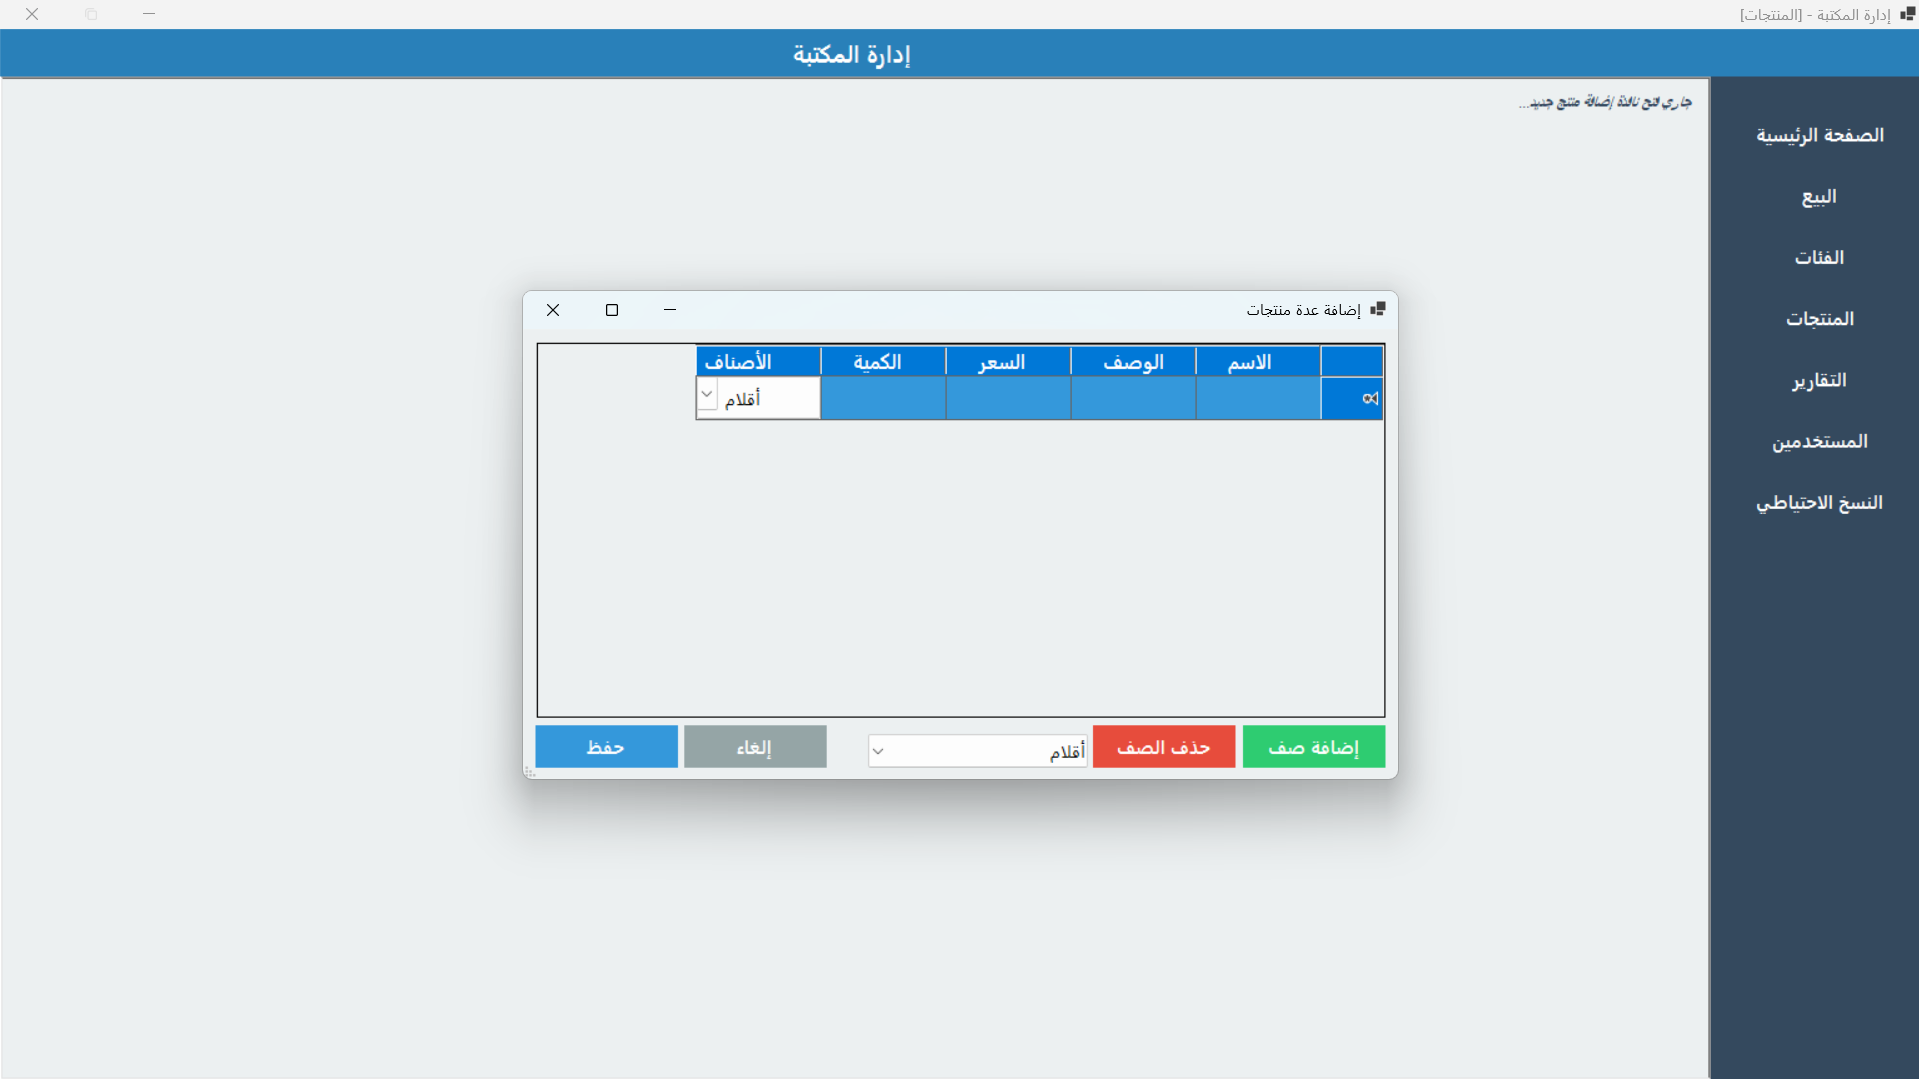 إدارة المكتبة - [المنتجات]
إدارة المكتبة
الصفحة الرئيسية
البيع
الفئات
المنتجات
التقارير
المستخدمين
النسخ الاحتياطي
جاري فتح نافذة إضافة منتج جديد...
إضافة عدة منتجات
الاسم الوصف السعر الكمية الأصناف
أقلام
إضافة صف حذف الصف أقلام إلغاء حفظ